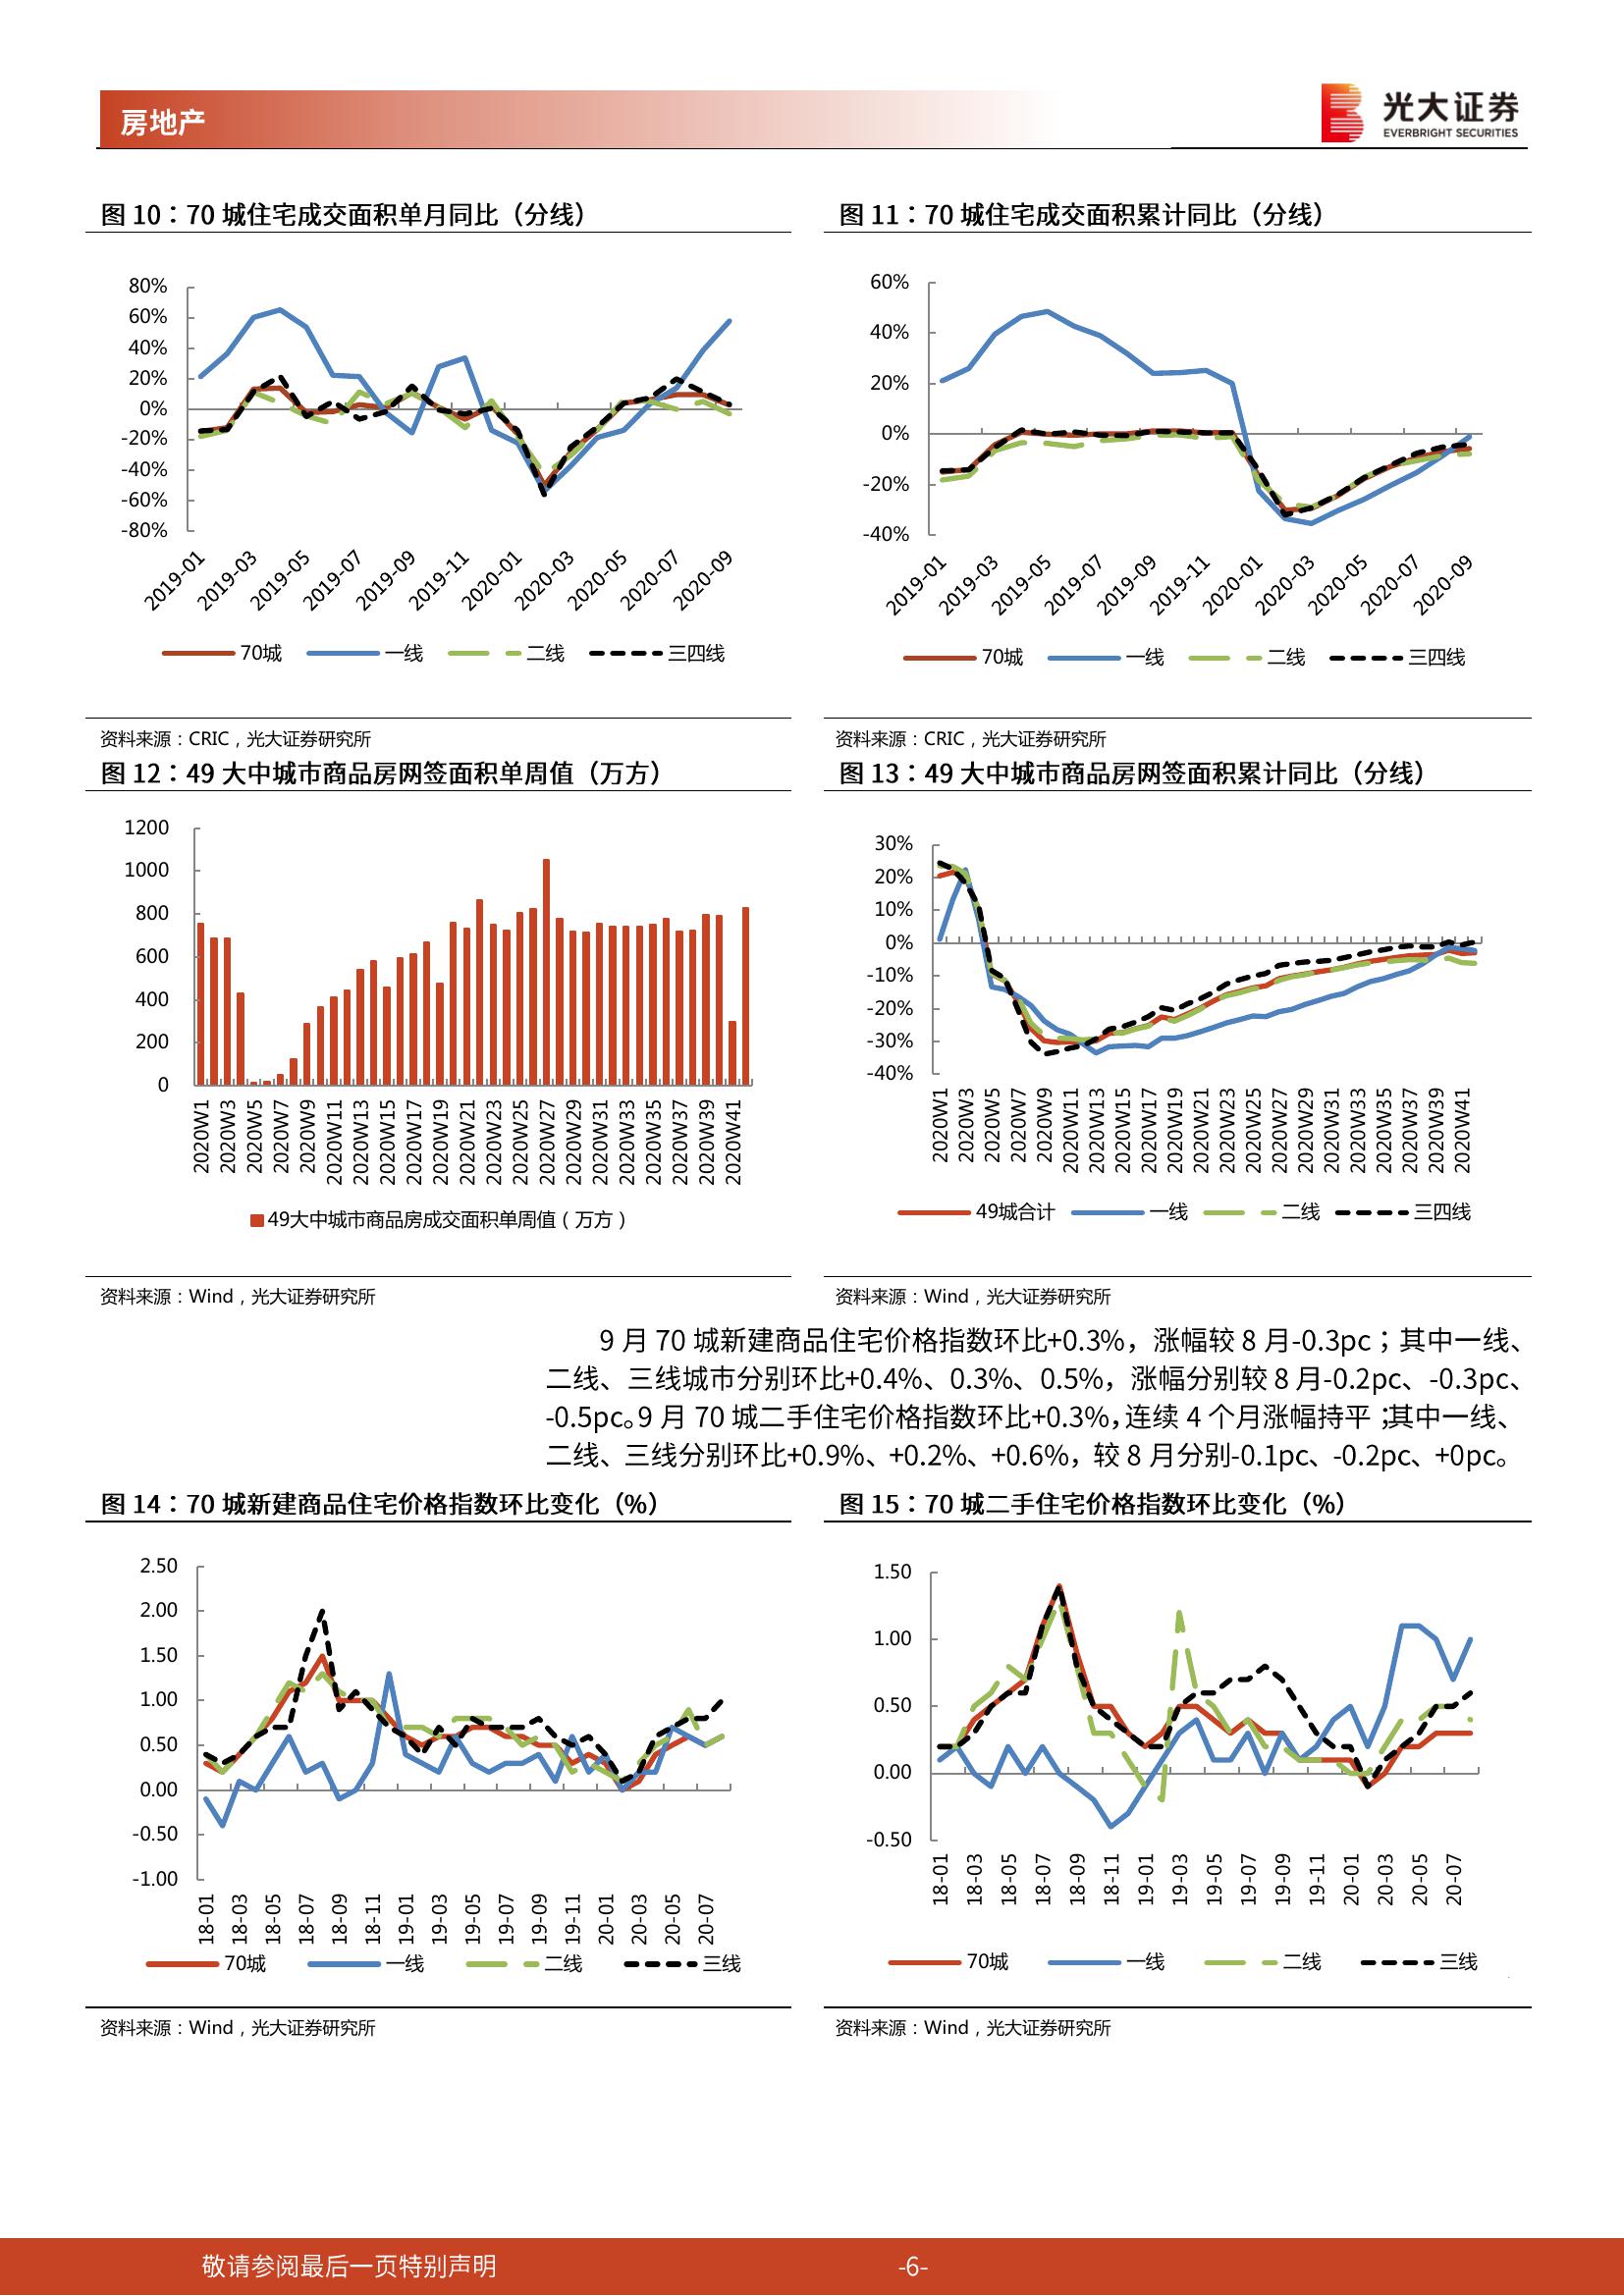 房地产
光大证券
EVERBRIGHT SECURITIES
图 10：70 城住宅成交面积单月同比（分线）
80%
60%
40%
20%
0%
-20%
-40%
-60%
-80%
2019-01
2019-03
2019-05
2019-07
2019-09
2019-11
2020-01
2020-03
2020-05
2020-07
2020-09
70城 一线 二线 三四线
资料来源：CRIC，光大证券研究所
图 11：70 城住宅成交面积累计同比（分线）
60%
40%
20%
0%
-20%
-40%
2019-01
2019-03
2019-05
2019-07
2019-09
2019-11
2020-01
2020-03
2020-05
2020-07
2020-09
70城 一线 二线 三四线
资料来源：CRIC，光大证券研究所
图 12：49 大中城市商品房网签面积单周值（万方）
1200
1000
800
600
400
200
0
2020W1
2020W3
2020W5
2020W7
2020W9
2020W11
2020W13
2020W15
2020W17
2020W19
2020W21
2020W23
2020W25
2020W27
2020W29
2020W31
2020W33
2020W35
2020W37
2020W39
2020W41
49大中城市商品房成交面积单周值（万方）
资料来源：Wind，光大证券研究所
图 13：49 大中城市商品房网签面积累计同比（分线）
30%
20%
10%
0%
-10%
-20%
-30%
-40%
2020W1
2020W3
2020W5
2020W7
2020W9
2020W11
2020W13
2020W15
2020W17
2020W19
2020W21
2020W23
2020W25
2020W27
2020W29
2020W31
2020W33
2020W35
2020W37
2020W39
2020W41
49城合计 一线 二线 三四线
资料来源：Wind，光大证券研究所
9 月 70 城新建商品住宅价格指数环比+0.3%，涨幅较 8 月-0.3pc；其中一线、
二线、三线城市分别环比+0.4%、0.3%、0.5%，涨幅分别较 8 月-0.2pc、-0.3pc、
-0.5pc。9 月 70 城二手住宅价格指数环比+0.3%，连续 4 个月涨幅持平；其中一线、
二线、三线分别环比+0.9%、+0.2%、+0.6%，较 8 月分别-0.1pc、-0.2pc、+0pc。
图 14：70 城新建商品住宅价格指数环比变化（%）
2.50
2.00
1.50
1.00
0.50
0.00
-0.50
-1.00
18-01
18-03
18-05
18-07
18-09
18-11
19-01
19-03
19-05
19-07
19-09
19-11
20-01
20-03
20-05
20-07
70城 一线 二线 三线
资料来源：Wind，光大证券研究所
图 15：70 城二手住宅价格指数环比变化（%）
1.50
1.00
0.50
0.00
-0.50
18-01
18-03
18-05
18-07
18-09
18-11
19-01
19-03
19-05
19-07
19-09
19-11
20-01
20-03
20-05
20-07
70城 一线 二线 三线
资料来源：Wind，光大证券研究所
敬请参阅最后一页特别声明
-6-